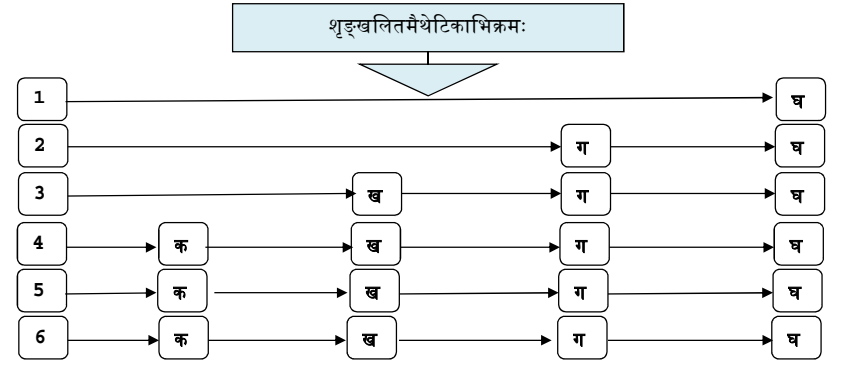 शृङ्खलितमैथेटिकाभिक्रमः
1 घ
2 ग घ
3 ख ग घ
4 क ख ग घ
5 क ख ग घ
6 क ख ग घ